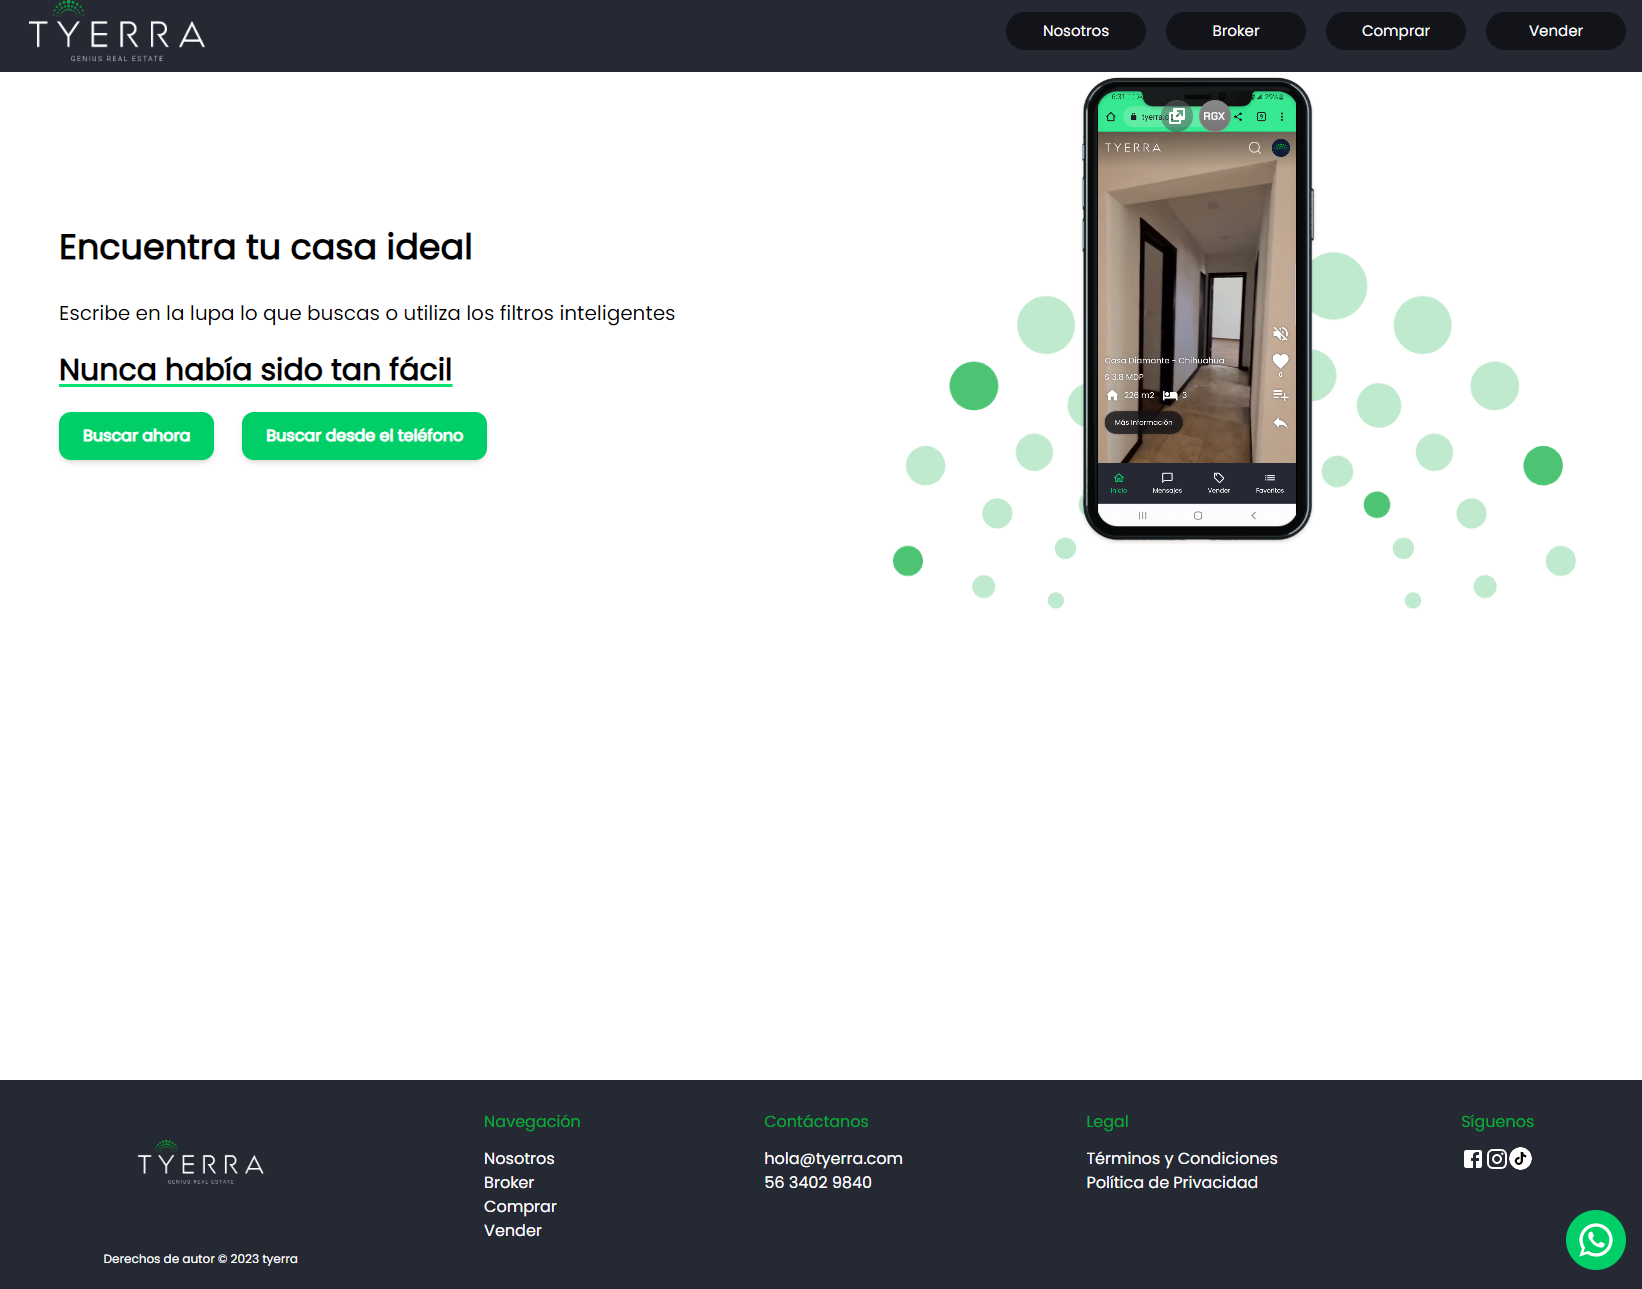 TYERRA
GENIUS REAL ESTATE
Nosotros
Broker
Comprar
Vender
Encuentra tu casa ideal
Escribe en la lupa lo que buscas o utiliza los filtros inteligentes
Nunca había sido tan fácil
Buscar ahora
Buscar desde el teléfono
6:31
29%
tyerra.c
RGX
TYERRA
Casa Diamante - Chihuahua
$ 3.8 MDP
226 m2
3
0
Más información
Inicio
Mensajes
Vender
Favoritos
TYERRA
GENIUS REAL ESTATE
Derechos de autor © 2023 tyerra
Navegación
Nosotros
Broker
Comprar
Vender
Contáctanos
hola@tyerra.com
56 3402 9840
Legal
Términos y Condiciones
Política de Privacidad
Síguenos